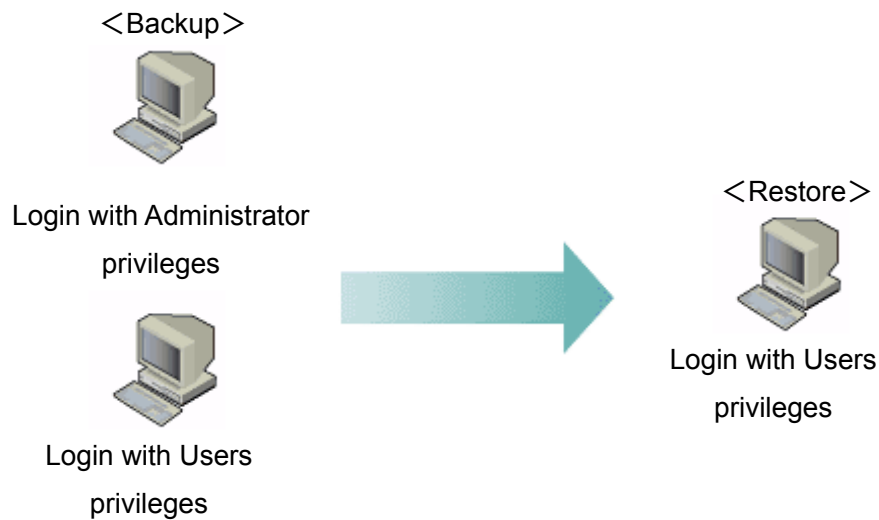 ＜Backup＞
Login with Administrator
privileges
Login with Users
privileges
＜Restore＞
Login with Users
privileges